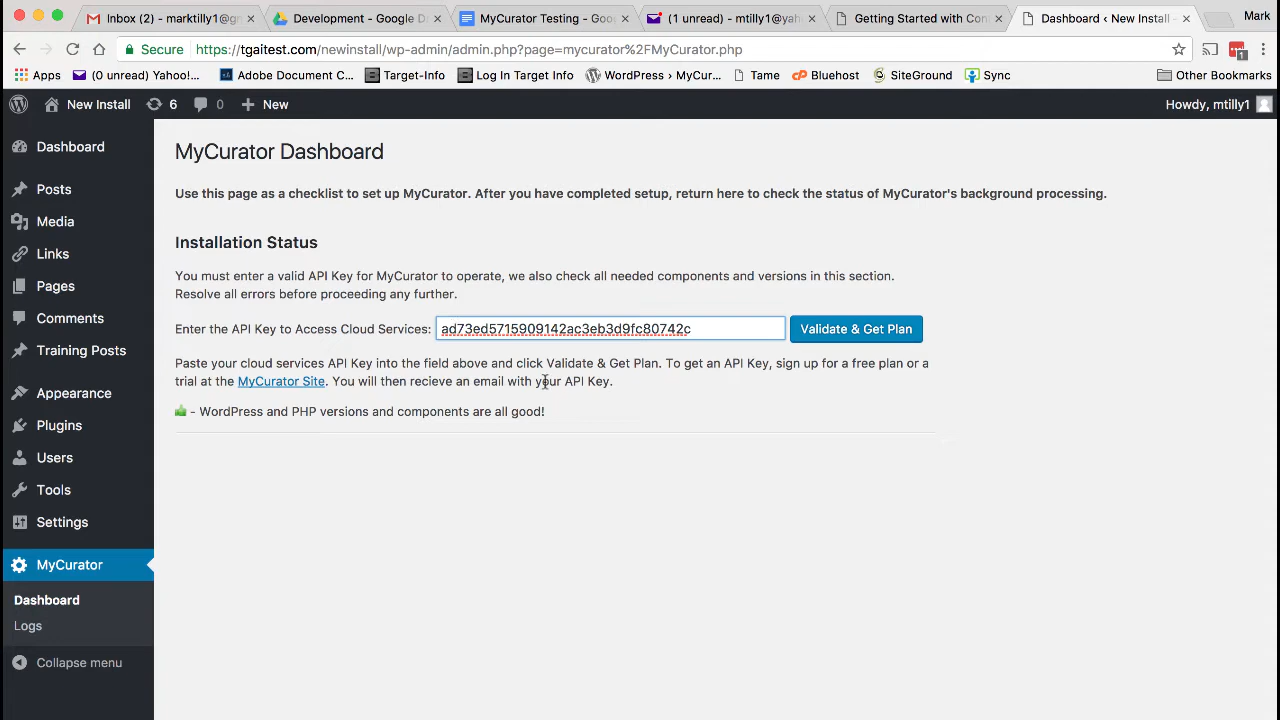 Inbox (2) - marktilly1@gm
Development - Google D
MyCurator Testing - Goo
(1 unread) - mtilly1@yah
Getting Started with C
Dashboard ‹ New Install –
Mark
Secure https://tgaitest.com/newinstall/wp-admin/admin.php?page=mycurator%2FMyCurator.php
1
Apps (0 unread) Yahoo!... Adobe Document C... Target-Info Log In Target Info WordPress › MyCur... Tame Bluehost SiteGround Sync Other Bookmarks
New Install 6 0 New Howdy, mtilly1
Dashboard
Posts
Media
Links
Pages
Comments
Training Posts
Appearance
Plugins
Users
Tools
Settings
MyCurator
Dashboard
Logs
Collapse menu
MyCurator Dashboard
Use this page as a checklist to set up MyCurator. After you have completed setup, return here to check the status of MyCurator's background processing.
Installation Status
You must enter a valid API Key for MyCurator to operate, we also check all needed components and versions in this section.
Resolve all errors before proceeding any further.
Enter the API Key to Access Cloud Services: ad73ed5715909142ac3eb3d9fc80742c Validate & Get Plan
Paste your cloud services API Key into the field above and click Validate & Get Plan. To get an API Key, sign up for a free plan or a
trial at the MyCurator Site. You will then recieve an email with your API Key.
- WordPress and PHP versions and components are all good!